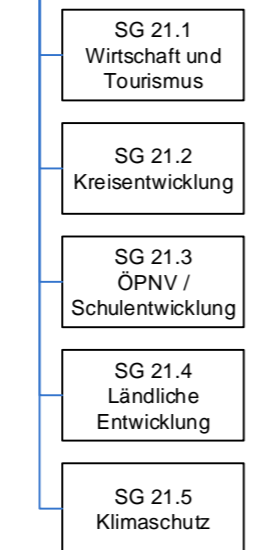 SG 21.1
Wirtschaft und
Tourismus
SG 21.2
Kreisentwicklung
SG 21.3
ÖPNV /
Schulentwicklung
SG 21.4
Ländliche
Entwicklung
SG 21.5
Klimaschutz